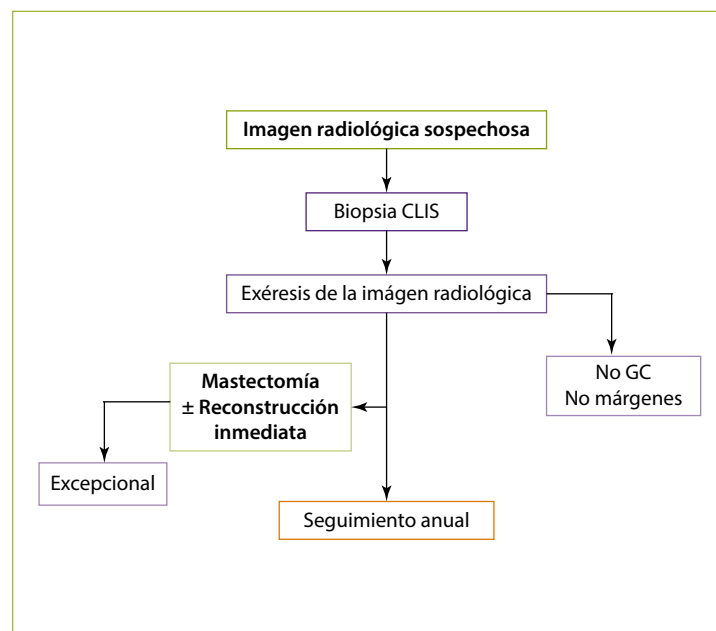 Imagen radiológica sospechosa
Biopsia CLIS
Exéresis de la imágen radiológica
No GC
No márgenes
Mastectomía
± Reconstrucción
inmediata
Excepcional
Seguimiento anual